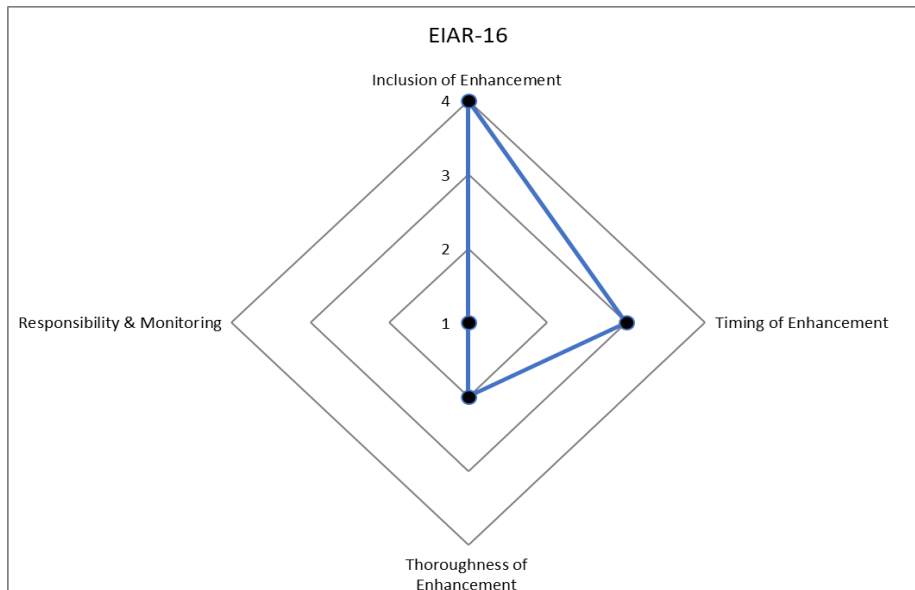 EIAR-16
Inclusion of Enhancement
4
3
2
Responsibility & Monitoring
1
Timing of Enhancement
Thoroughness of
Enhancement